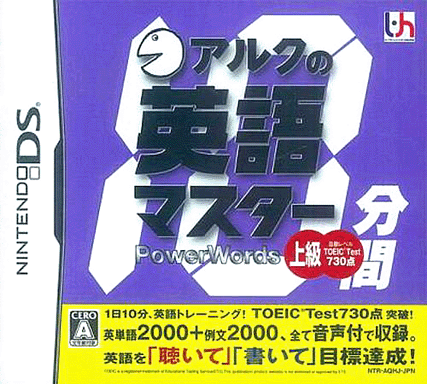 NINTENDO DS
アルクの
10
分間
英語
マスター
PowerWords
上級
目標レベル
TOEIC® Test
730点
CERO
A
1日10分、英語トレーニング! TOEIC® Test730点 突破!
英単語2000+例文2000、全て音声付で収録。
英語を「聴いて」「書いて」目標達成!
NTR-AQHJ-JPN